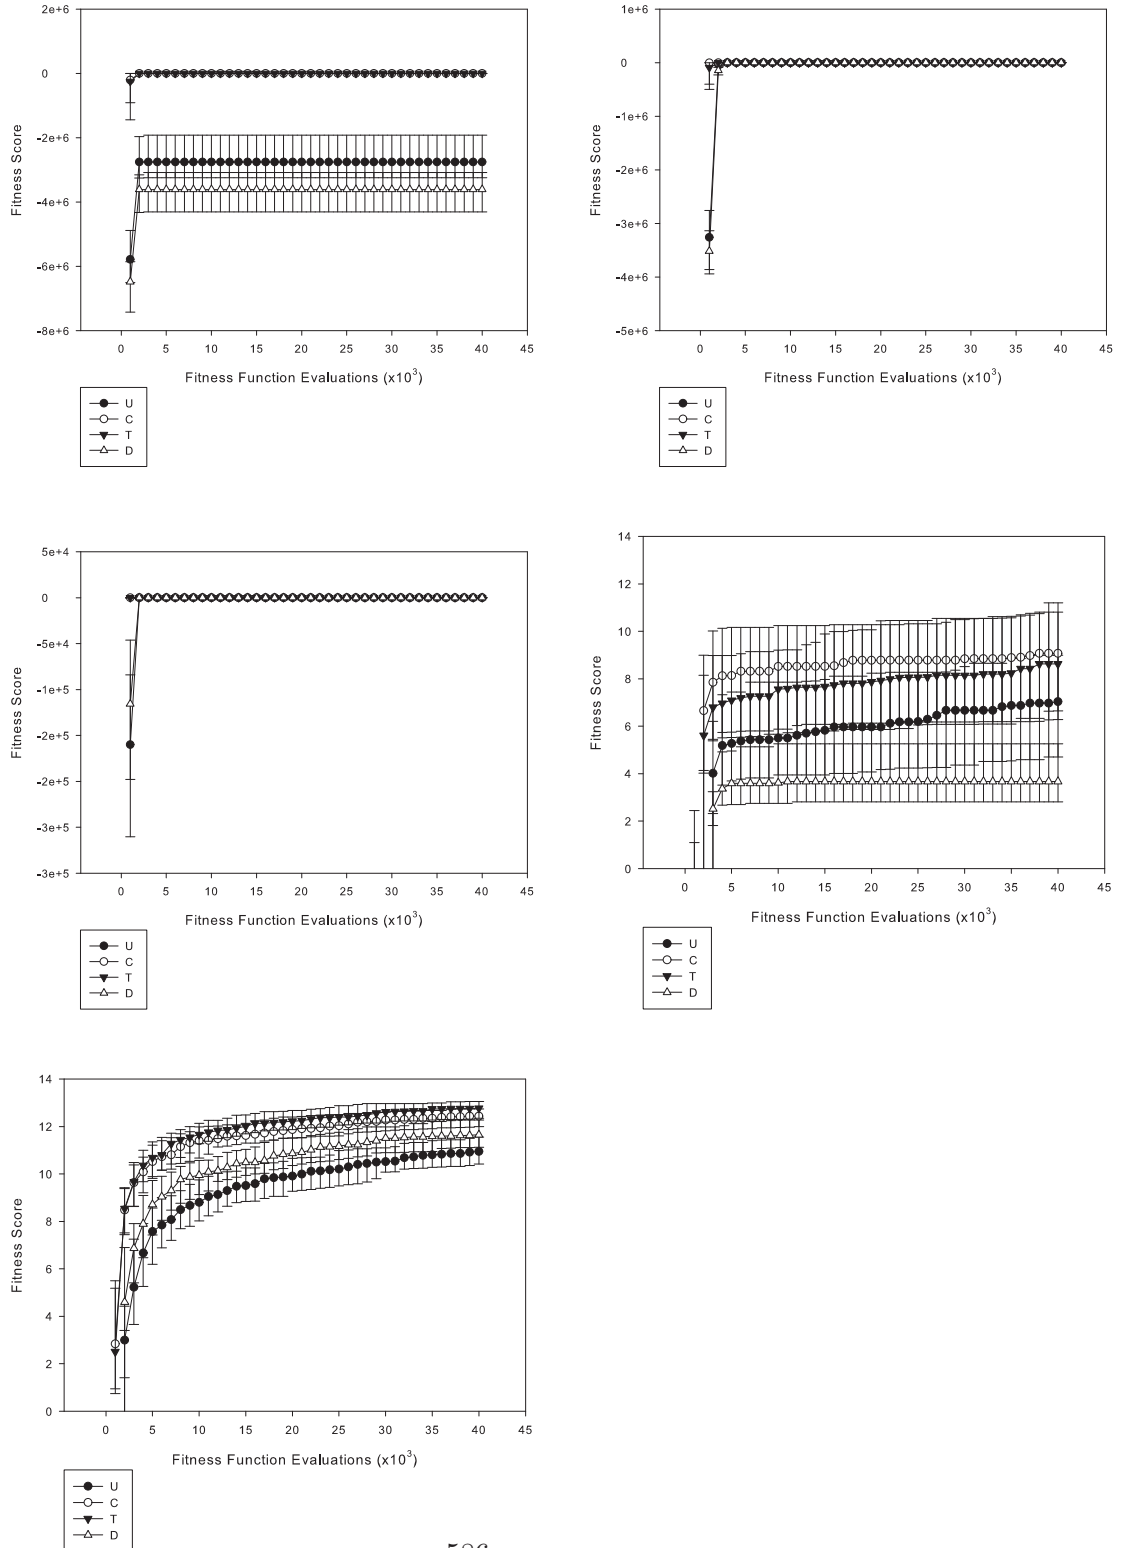 2e+6
0
-2e+6
-4e+6
-6e+6
-8e+6
Fitness Score
0 5 10 15 20 25 30 35 40 45
Fitness Function Evaluations (x10³)
U
C
T
D
1e+6
0
-1e+6
-2e+6
-3e+6
-4e+6
-5e+6
Fitness Score
0 5 10 15 20 25 30 35 40 45
Fitness Function Evaluations (x10³)
U
C
T
D
5e+4
0
-5e+4
-1e+5
-2e+5
-2e+5
-3e+5
-3e+5
Fitness Score
0 5 10 15 20 25 30 35 40 45
Fitness Function Evaluations (x10³)
U
C
T
D
14
12
10
8
6
4
2
0
Fitness Score
0 5 10 15 20 25 30 35 40 45
Fitness Function Evaluations (x10³)
U
C
T
D
14
12
10
8
6
4
2
0
Fitness Score
0 5 10 15 20 25 30 35 40 45
Fitness Function Evaluations (x10³)
U
C
T
D